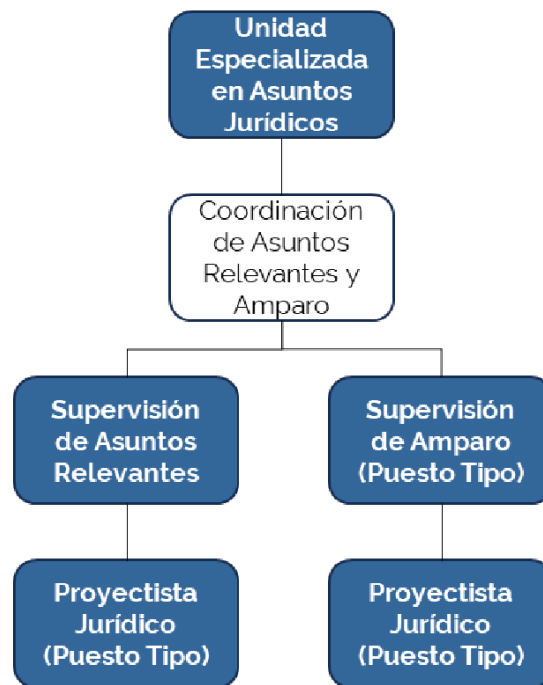 Unidad
Especializada
en Asuntos
Jurídicos
Coordinación
de Asuntos
Relevantes y
Amparo
Supervisión
de Asuntos
Relevantes
Supervisión
de Amparo
(Puesto Tipo)
Proyectista
Jurídico
(Puesto Tipo)
Proyectista
Jurídico
(Puesto Tipo)